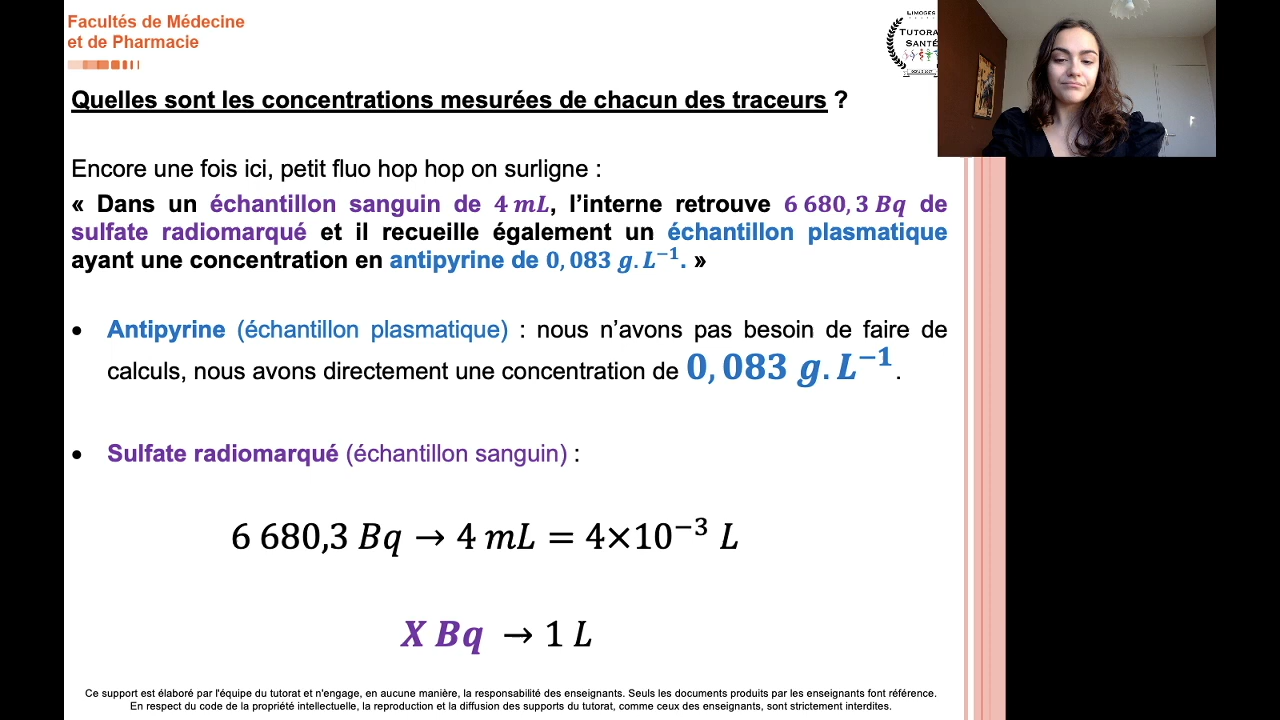 Facultés de Médecine
et de Pharmacie
LIMOGES
TUTORA
SANTÉ
Quelles sont les concentrations mesurées de chacun des traceurs ?
Encore une fois ici, petit fluo hop hop on surligne :
« Dans un échantillon sanguin de 4 mL, l’interne retrouve 6 680, 3 Bq de
sulfate radiomarqué et il recueille également un échantillon plasmatique
ayant une concentration en antipyrine de 0, 083 g. L⁻¹. »
• Antipyrine (échantillon plasmatique) : nous n’avons pas besoin de faire de
calculs, nous avons directement une concentration de 0, 083 g. L⁻¹.
• Sulfate radiomarqué (échantillon sanguin) :
6 680,3 Bq → 4 mL = 4×10⁻³ L
X Bq → 1 L
Ce support est élaboré par l'équipe du tutorat et n'engage, en aucune manière, la responsabilité des enseignants. Seuls les documents produits par les enseignants font référence.
En respect du code de la propriété intellectuelle, la reproduction et la diffusion des supports du tutorat, comme ceux des enseignants, sont strictement interdites.